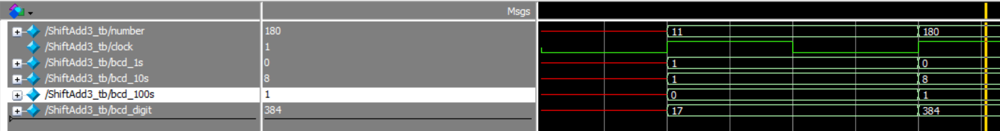 Msgs
/ShiftAdd3_tb/number 180 11 180
/ShiftAdd3_tb/clock 1
/ShiftAdd3_tb/bcd_1s 0 1 0
/ShiftAdd3_tb/bcd_10s 8 1 8
/ShiftAdd3_tb/bcd_100s 1 0 1
/ShiftAdd3_tb/bcd_digit 384 17 384